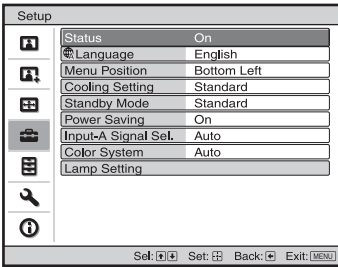 Setup
Status On
Language English
Menu Position Bottom Left
Cooling Setting Standard
Standby Mode Standard
Power Saving On
Input-A Signal Sel. Auto
Color System Auto
Lamp Setting
Sel: Set: Back: Exit: MENU